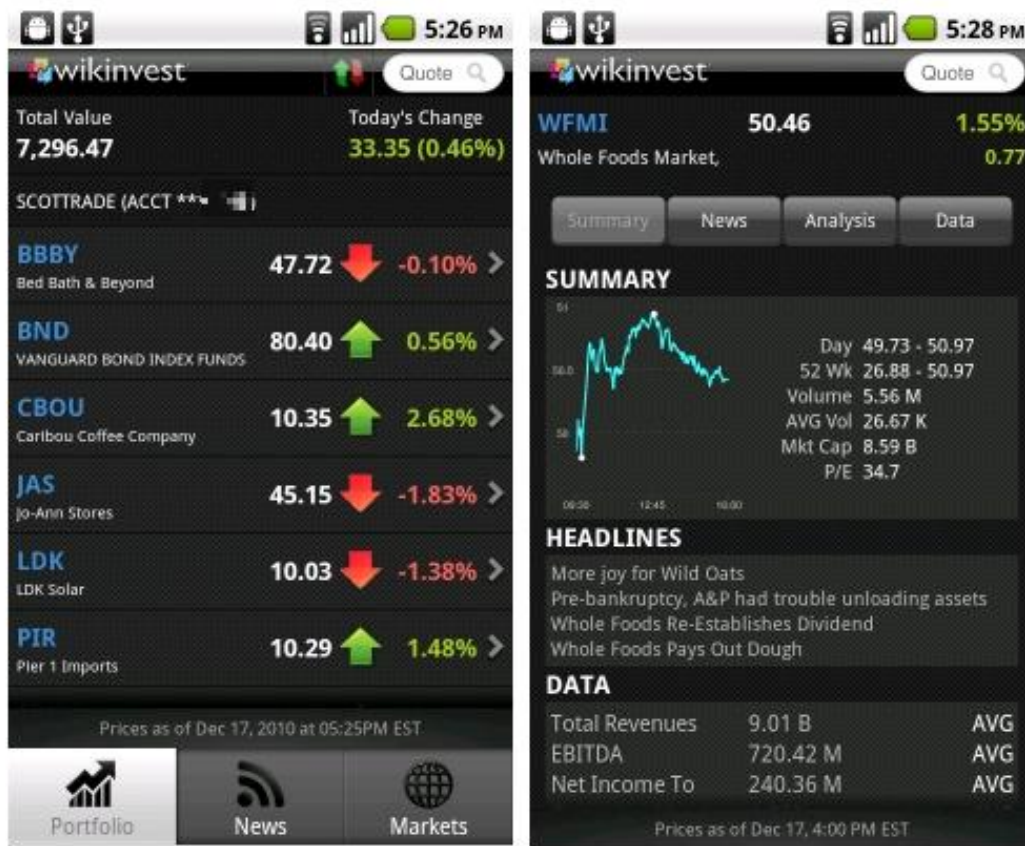 5:26 PM
wikinvest
Quote
Total Value
Today's Change
7,296.47
33.35 (0.46%)
SCOTTRADE (ACCT ***
BBBY
47.72
-0.10%
Bed Bath & Beyond
BND
80.40
0.56%
VANGUARD BOND INDEX FUNDS
CBOU
10.35
2.68%
Caribou Coffee Company
JAS
45.15
-1.83%
Jo-Ann Stores
LDK
10.03
-1.38%
LDK Solar
PIR
10.29
1.48%
Pier 1 Imports
Prices as of Dec 17, 2010 at 05:25PM EST
Portfolio
News
Markets
5:28 PM
wikinvest
Quote
WFMI
50.46
1.55%
Whole Foods Market,
0.77
Summary
News
Analysis
Data
SUMMARY
51
50
09:30
12:45
16:00
Day 49.73 - 50.97
52 Wk 26.88 - 50.97
Volume 5.56 M
AVG Vol 26.67 K
Mkt Cap 8.59 B
P/E 34.7
HEADLINES
More joy for Wild Oats
Pre-bankruptcy, A&P had trouble unloading assets
Whole Foods Re-Establishes Dividend
Whole Foods Pays Out Dough
DATA
Total Revenues 9.01 B AVG
EBITDA 720.42 M AVG
Net Income To 240.36 M AVG
Prices as of Dec 17, 4:00 PM EST